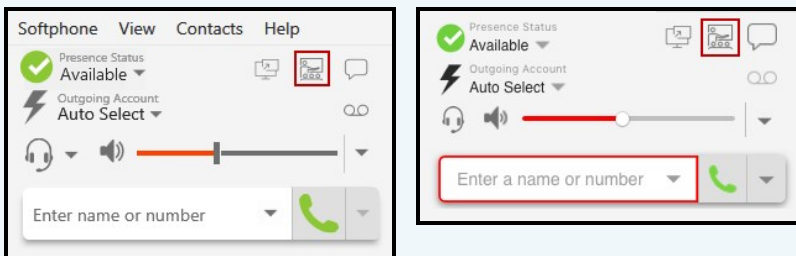 Softphone View Contacts Help
Presence Status
Available
Outgoing Account
Auto Select
Enter name or number
Presence Status
Available
Outgoing Account
Auto Select
Enter a name or number